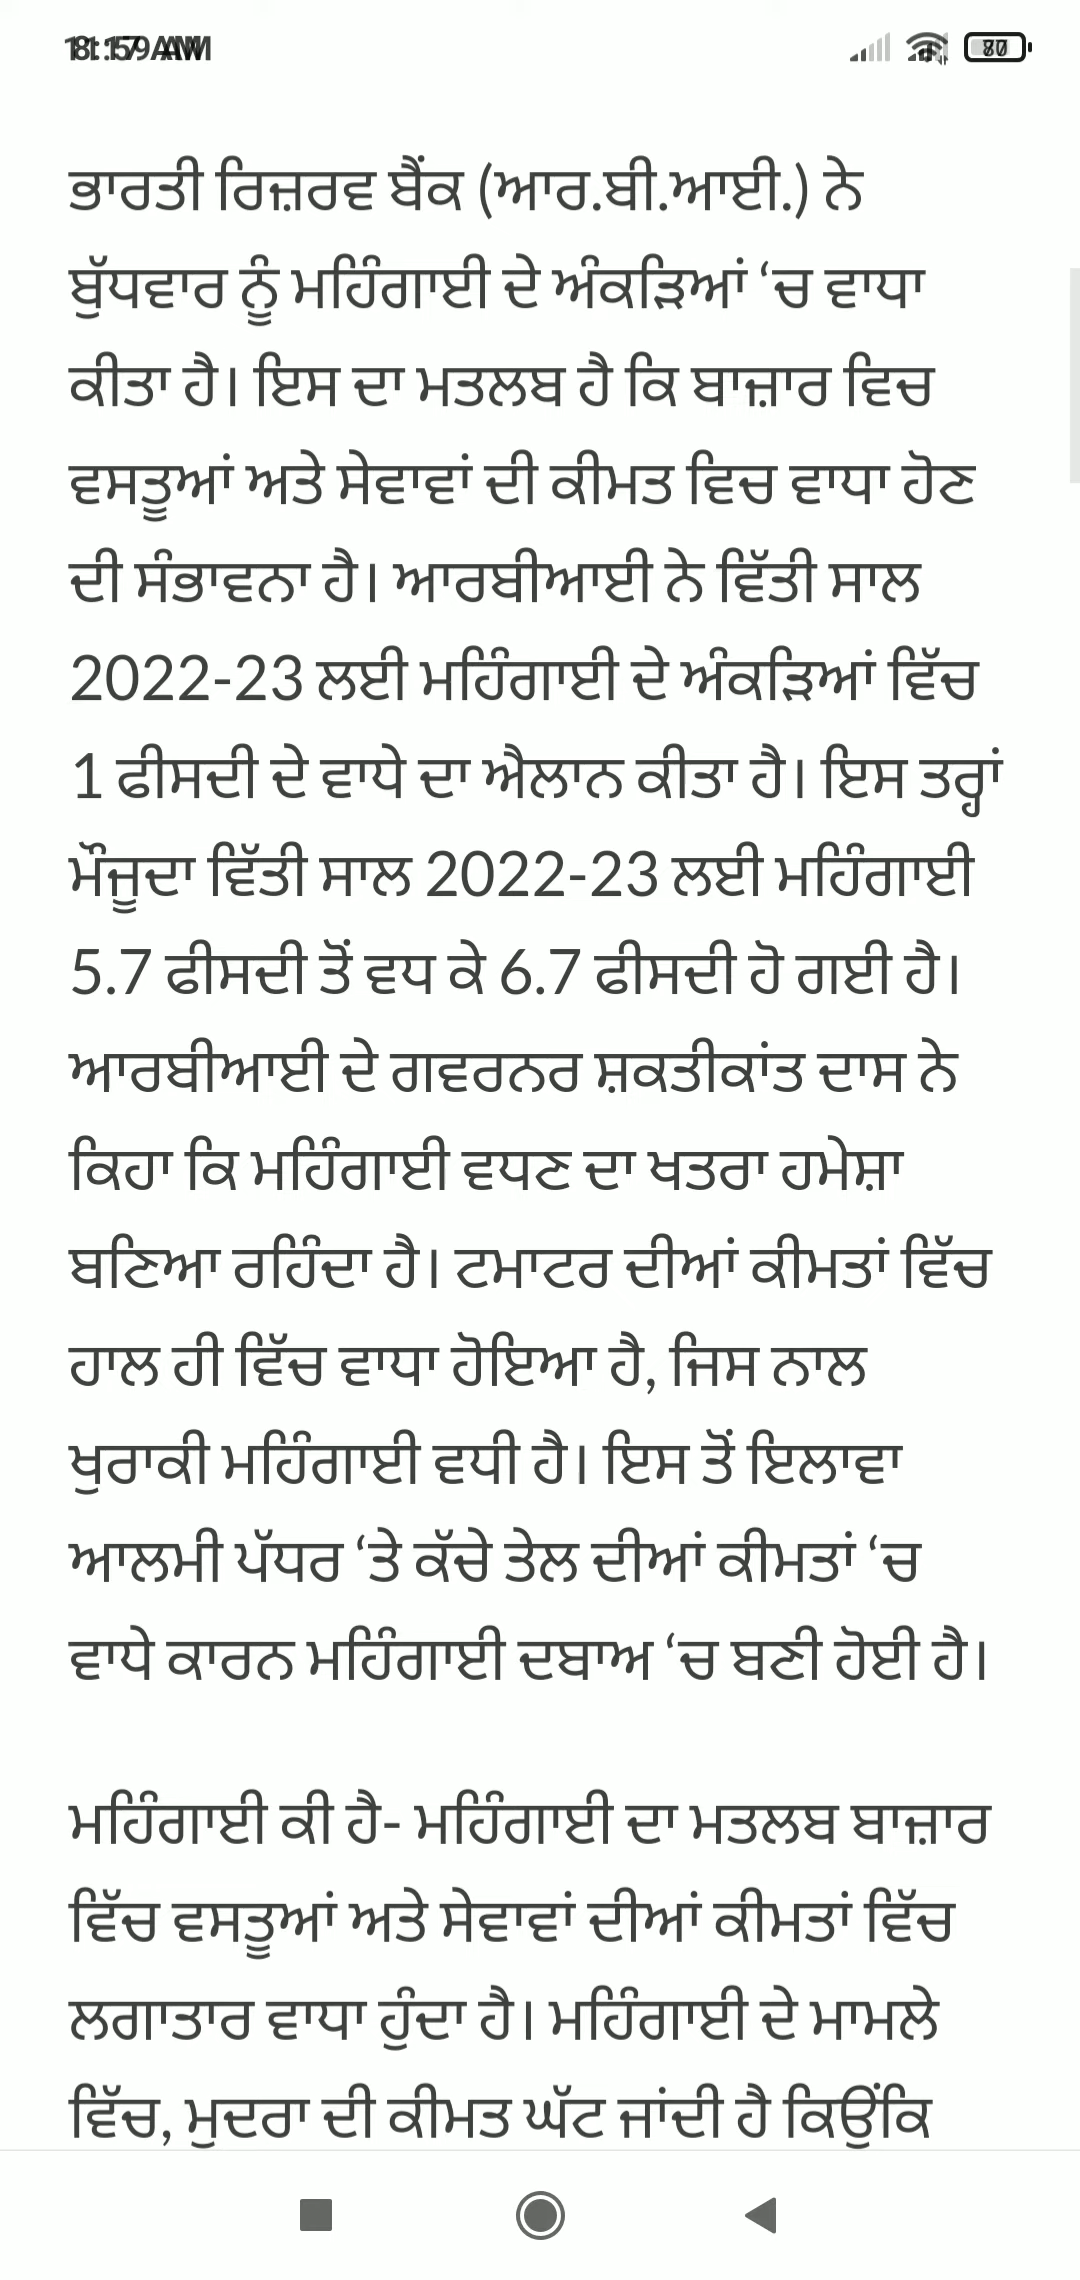 ਭਾਰਤੀ ਰਿਜ਼ਰਵ ਬੈਂਕ (ਆਰ.ਬੀ.ਆਈ.) ਨੇ
ਬੁੱਧਵਾਰ ਨੂੰ ਮਹਿੰਗਾਈ ਦੇ ਅੰਕੜਿਆਂ ‘ਚ ਵਾਧਾ
ਕੀਤਾ ਹੈ। ਇਸ ਦਾ ਮਤਲਬ ਹੈ ਕਿ ਬਾਜ਼ਾਰ ਵਿਚ
ਵਸਤੂਆਂ ਅਤੇ ਸੇਵਾਵਾਂ ਦੀ ਕੀਮਤ ਵਿਚ ਵਾਧਾ ਹੋਣ
ਦੀ ਸੰਭਾਵਨਾ ਹੈ। ਆਰਬੀਆਈ ਨੇ ਵਿੱਤੀ ਸਾਲ
2022-23 ਲਈ ਮਹਿੰਗਾਈ ਦੇ ਅੰਕੜਿਆਂ ਵਿੱਚ
1 ਫੀਸਦੀ ਦੇ ਵਾਧੇ ਦਾ ਐਲਾਨ ਕੀਤਾ ਹੈ। ਇਸ ਤਰ੍ਹਾਂ
ਮੌਜੂਦਾ ਵਿੱਤੀ ਸਾਲ 2022-23 ਲਈ ਮਹਿੰਗਾਈ
5.7 ਫੀਸਦੀ ਤੋਂ ਵਧ ਕੇ 6.7 ਫੀਸਦੀ ਹੋ ਗਈ ਹੈ।
ਆਰਬੀਆਈ ਦੇ ਗਵਰਨਰ ਸ਼ਕਤੀਕਾਂਤ ਦਾਸ ਨੇ
ਕਿਹਾ ਕਿ ਮਹਿੰਗਾਈ ਵਧਣ ਦਾ ਖਤਰਾ ਹਮੇਸ਼ਾ
ਬਣਿਆ ਰਹਿੰਦਾ ਹੈ। ਟਮਾਟਰ ਦੀਆਂ ਕੀਮਤਾਂ ਵਿੱਚ
ਹਾਲ ਹੀ ਵਿੱਚ ਵਾਧਾ ਹੋਇਆ ਹੈ, ਜਿਸ ਨਾਲ
ਖੁਰਾਕੀ ਮਹਿੰਗਾਈ ਵਧੀ ਹੈ। ਇਸ ਤੋਂ ਇਲਾਵਾ
ਆਲਮੀ ਪੱਧਰ ‘ਤੇ ਕੱਚੇ ਤੇਲ ਦੀਆਂ ਕੀਮਤਾਂ ‘ਚ
ਵਾਧੇ ਕਾਰਨ ਮਹਿੰਗਾਈ ਦਬਾਅ ‘ਚ ਬਣੀ ਹੋਈ ਹੈ।
ਮਹਿੰਗਾਈ ਕੀ ਹੈ- ਮਹਿੰਗਾਈ ਦਾ ਮਤਲਬ ਬਾਜ਼ਾਰ
ਵਿੱਚ ਵਸਤੂਆਂ ਅਤੇ ਸੇਵਾਵਾਂ ਦੀਆਂ ਕੀਮਤਾਂ ਵਿੱਚ
ਲਗਾਤਾਰ ਵਾਧਾ ਹੁੰਦਾ ਹੈ। ਮਹਿੰਗਾਈ ਦੇ ਮਾਮਲੇ
ਵਿੱਚ, ਮੁਦਰਾ ਦੀ ਕੀਮਤ ਘੱਟ ਜਾਂਦੀ ਹੈ ਕਿਉਂਕਿ